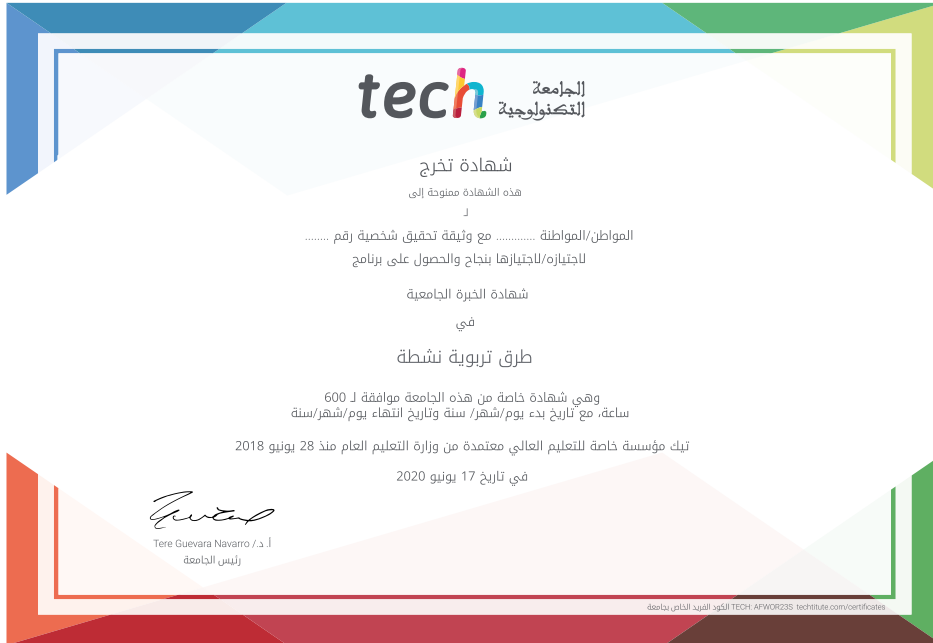 tech الجامعة
التكنولوجية
شهادة تخرج
هذه الشهادة ممنوحة إلى
لـ
المواطن/المواطنة ............ مع وثيقة تحقيق شخصية رقم ........
لاجتيازه/لاجتيازها بنجاح والحصول على برنامج
شهادة الخبرة الجامعية
في
طرق تربوية نشطة
وهي شهادة خاصة من هذه الجامعة موافقة لـ 600
ساعة، مع تاريخ بدء يوم/شهر/ سنة وتاريخ انتهاء يوم/شهر/سنة
تيك مؤسسة خاصة للتعليم العالي معتمدة من وزارة التعليم العام منذ 28 يونيو 2018
في تاريخ 17 يونيو 2020
أ. د./ Tere Guevara Navarro
رئيس الجامعة
الكود الفريد الخاص بجامعة TECH: AFWOR23S techtitute.com/certificates